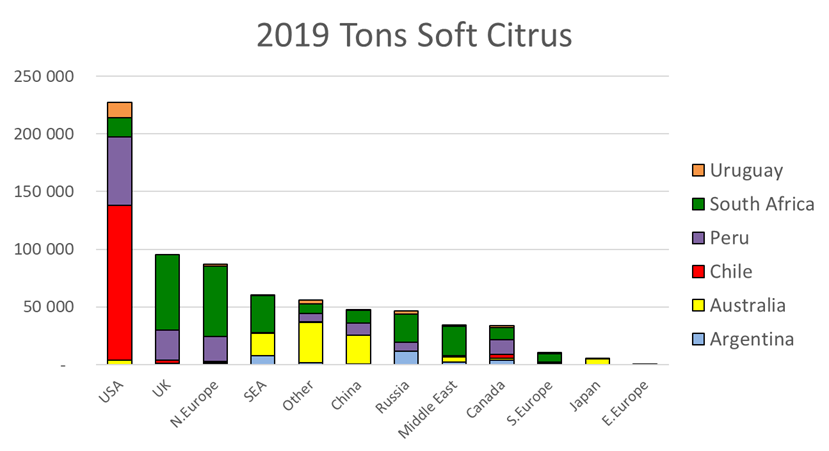 2019 Tons Soft Citrus
250 000
200 000
150 000
100 000
50 000
-
USA
UK
N.Europe
SEA
Other
China
Russia
Middle East
Canada
S.Europe
Japan
E.Europe
Uruguay
South Africa
Peru
Chile
Australia
Argentina